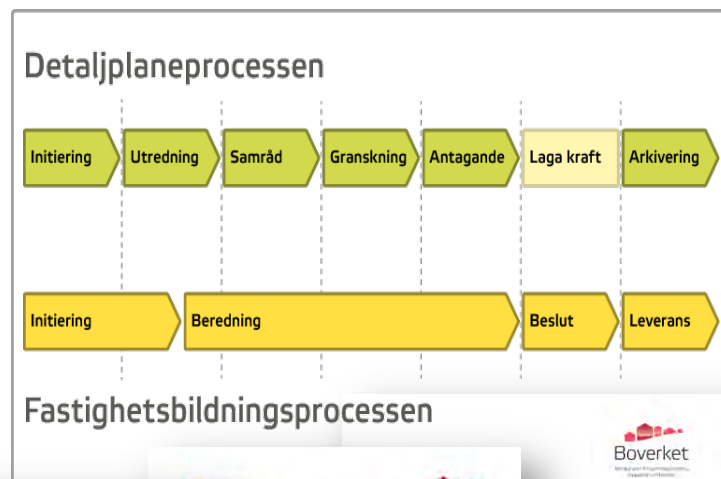 Detaljplaneprocessen
Initiering
Utredning
Samråd
Granskning
Antagande
Laga kraft
Arkivering
Initiering
Beredning
Beslut
Leverans
Fastighetsbildningsprocessen
Boverket